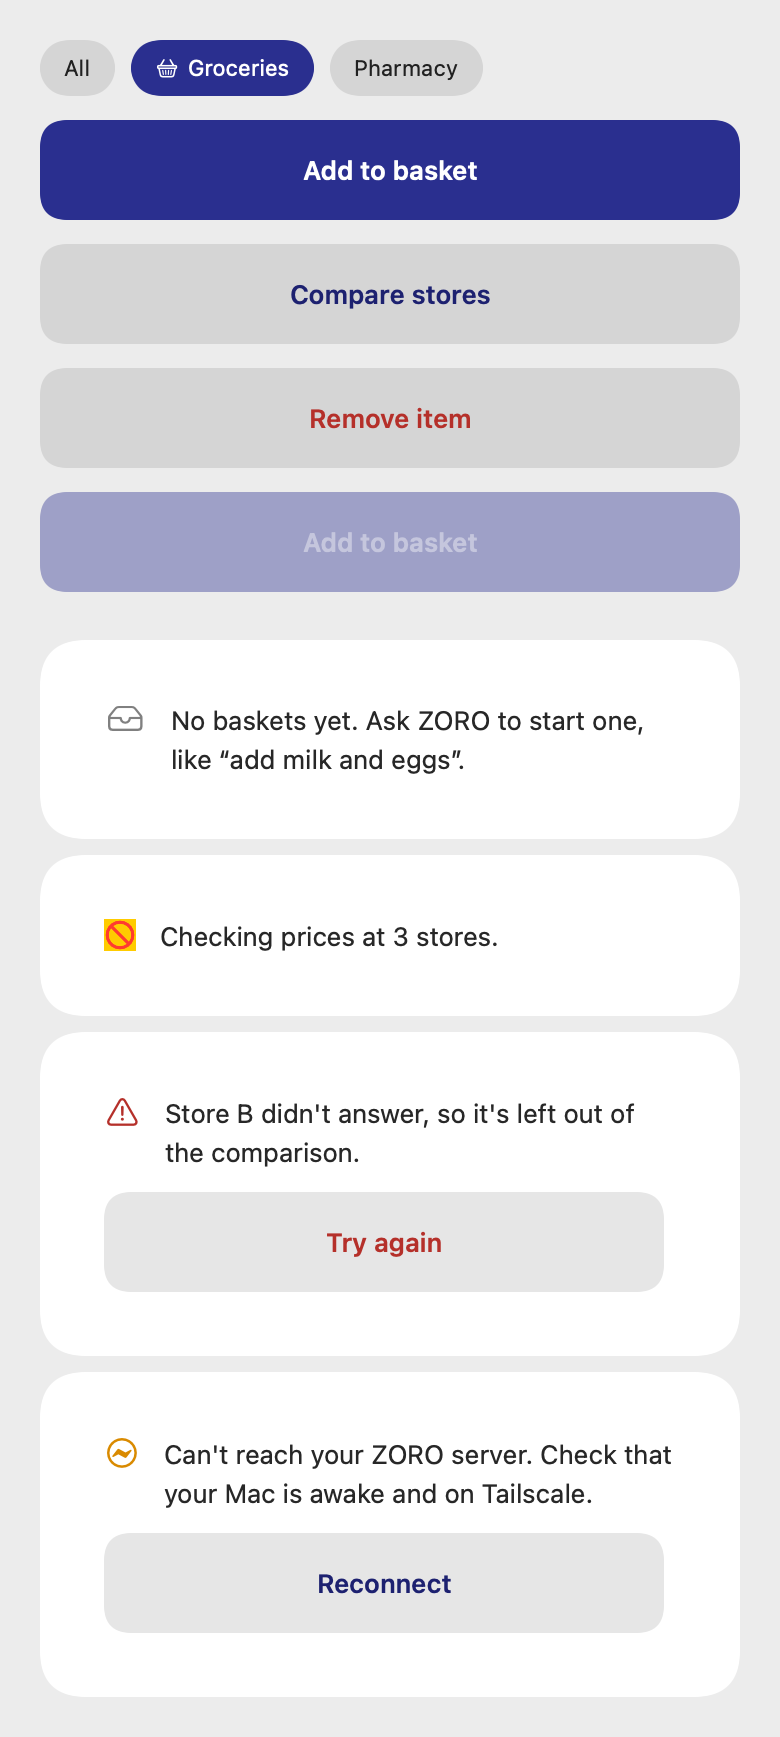 All
Groceries
Pharmacy
Add to basket
Compare stores
Remove item
Add to basket
No baskets yet. Ask ZORO to start one,
like “add milk and eggs”.
Checking prices at 3 stores.
Store B didn't answer, so it's left out of
the comparison.
Try again
Can't reach your ZORO server. Check that
your Mac is awake and on Tailscale.
Reconnect